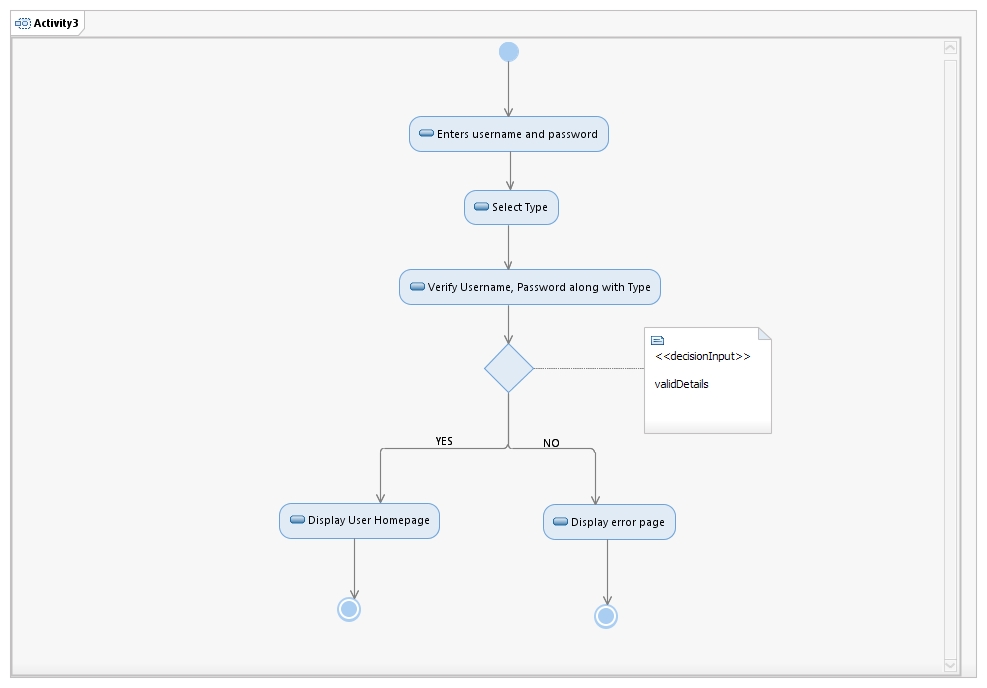 Activity3
Enters username and password
Select Type
Verify Username, Password along with Type
<<decisionInput>>
validDetails
YES
NO
Display User Homepage
Display error page